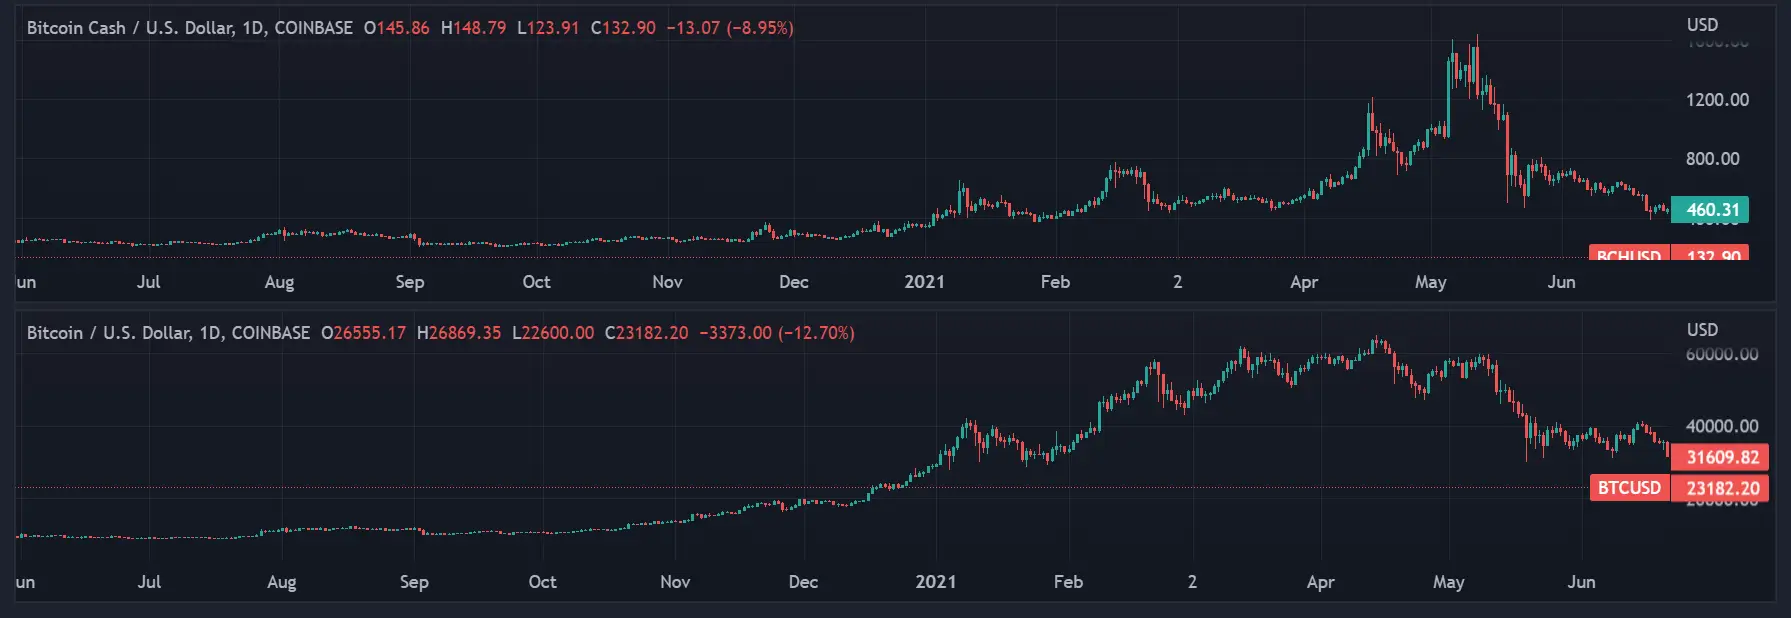 Bitcoin Cash / U.S. Dollar, 1D, COINBASE O145.86 H148.79 L123.91 C132.90 −13.07 (−8.95%)
USD
1200.00
800.00
460.31
BCHUSD 132.90
un Jul Aug Sep Oct Nov Dec 2021 Feb 2 Apr May Jun
Bitcoin / U.S. Dollar, 1D, COINBASE O26555.17 H26869.35 L22600.00 C23182.20 −3373.00 (−12.70%)
USD
60000.00
40000.00
31609.82
BTCUSD 23182.20
un Jul Aug Sep Oct Nov Dec 2021 Feb 2 Apr May Jun